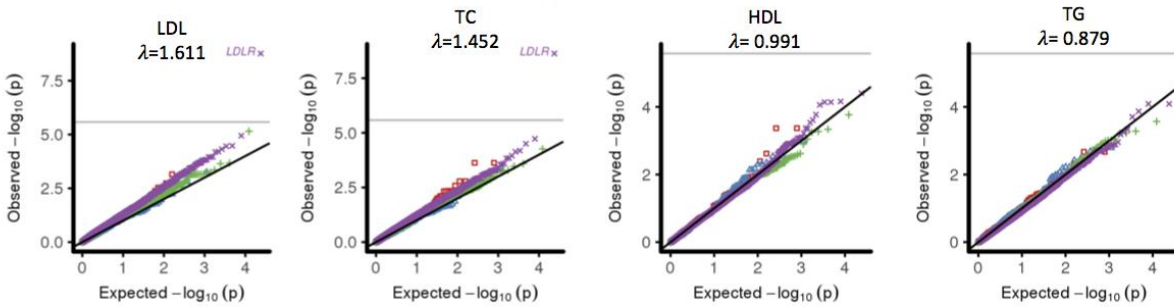 LDL
λ=1.611
LDLR ×
7.5
5.0
2.5
0.0
Observed −log₁₀ (p)
0 1 2 3 4
Expected −log₁₀ (p)
TC
λ=1.452
LDLR ×
7.5
5.0
2.5
0.0
Observed −log₁₀ (p)
0 1 2 3 4
Expected −log₁₀ (p)
HDL
λ= 0.991
4
2
0
Observed −log₁₀ (p)
0 1 2 3 4
Expected −log₁₀ (p)
TG
λ= 0.879
4
2
0
Observed −log₁₀ (p)
0 1 2 3 4
Expected −log₁₀ (p)